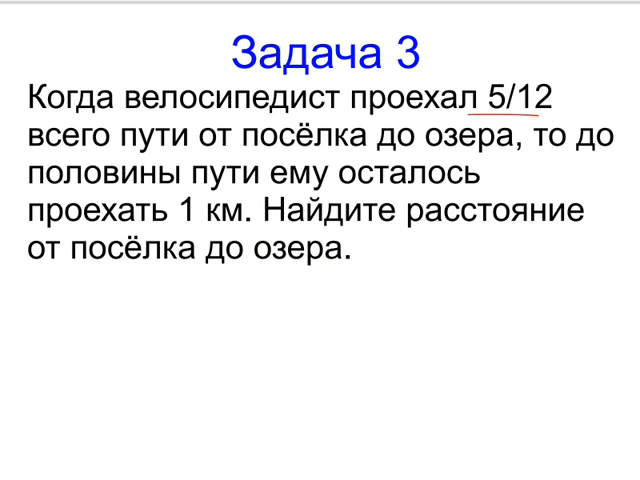 Задача 3
Когда велосипедист проехал 5/12
всего пути от посёлка до озера, то до
половины пути ему осталось
проехать 1 км. Найдите расстояние
от посёлка до озера.